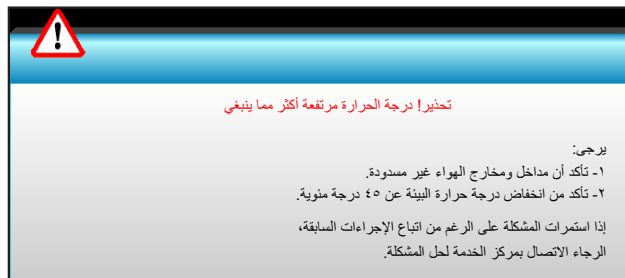 تحذير! درجة الحرارة مرتفعة أكثر مما ينبغي
يرجى:
١- تأكد أن مداخل ومخارج الهواء غير مسدودة.
٢- تأكد من انخفاض درجة حرارة البيئة عن ٤٥ درجة مئوية.
إذا استمرات المشكلة على الرغم من اتباع الإجراءات السابقة،
الرجاء الاتصال بمركز الخدمة لحل المشكلة.